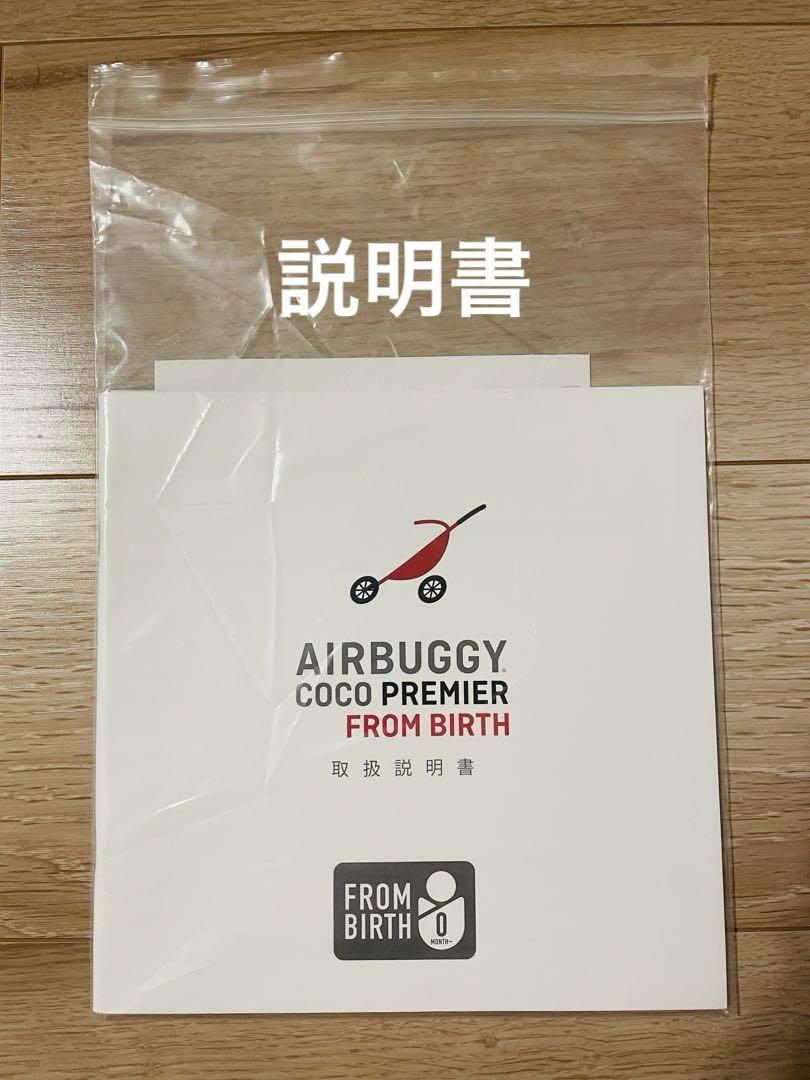 説明書
AIRBUGGY
COCO PREMIER
FROM BIRTH
取扱説明書
FROM
BIRTH
0
MONTH~